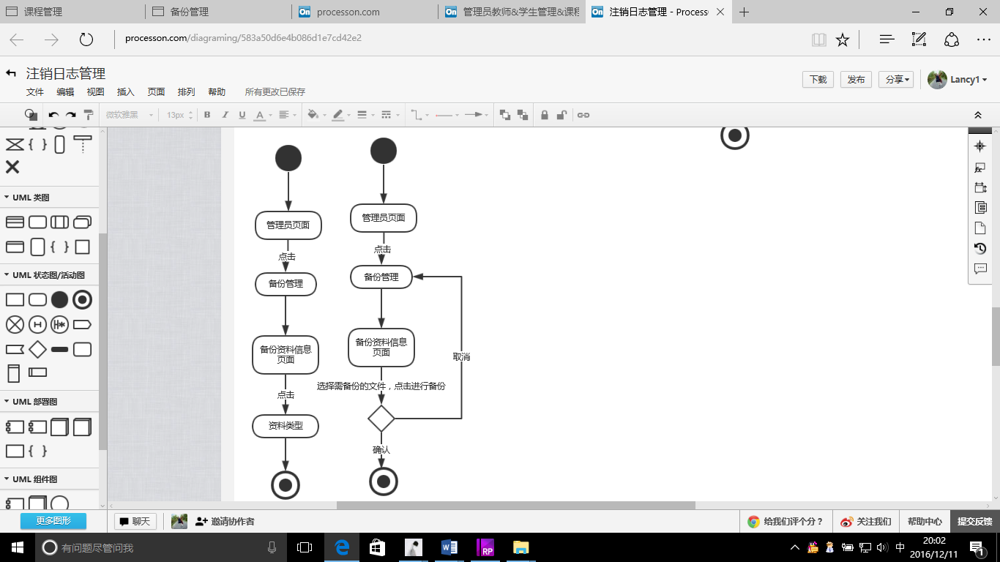 课程管理
备份管理
processon.com
管理员教师&学生管理&课程
注销日志管理 - Process
processon.com/diagraming/583a50d6e4b086d1e7cd42e2
注销日志管理
下载
发布
分享
Lancy1
文件 编辑 视图 插入 页面 排列 帮助 所有更改已保存
微软雅黑 13px B I U A
UML 类图
UML 状态图/活动图
UML 部署图
UML 组件图
更多图形
管理员页面
点击
备份管理
备份资料信息
页面
点击
资料类型
管理员页面
点击
备份管理
备份资料信息
页面
选择需备份的文件，点击进行备份
取消
确认
聊天
邀请协作者
给我们评个分？
关注我们
帮助中心
提交反馈
有问题尽管问我
中
20:02
2016/12/11